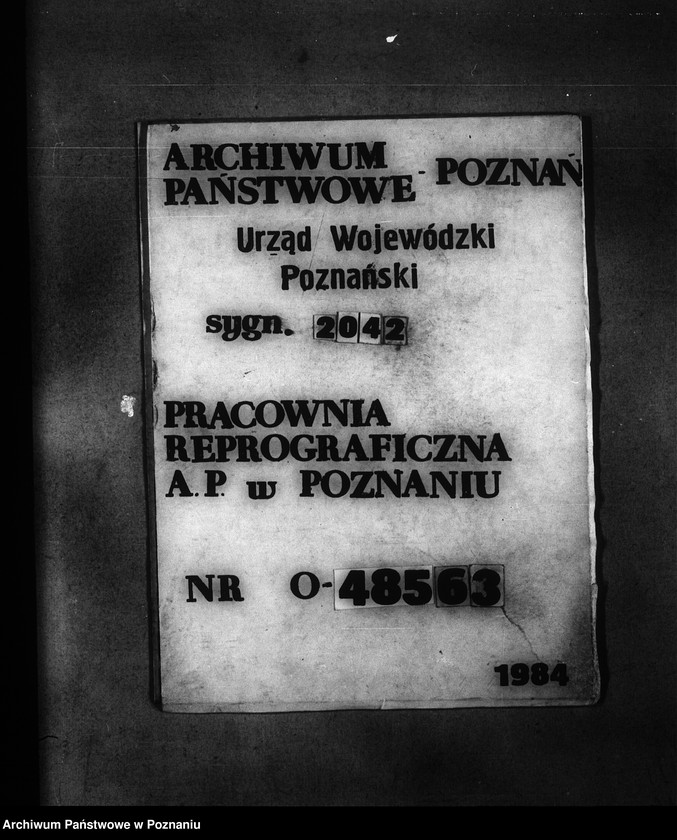 ARCHIWUM
PAŃSTWOWE - POZNAŃ
Urząd Wojewódzki
Poznański
sygn. 2042
PRACOWNIA
REPROGRAFICZNA
A.P. w POZNANIU
NR O-48563
1984
Archiwum Państwowe w Poznaniu